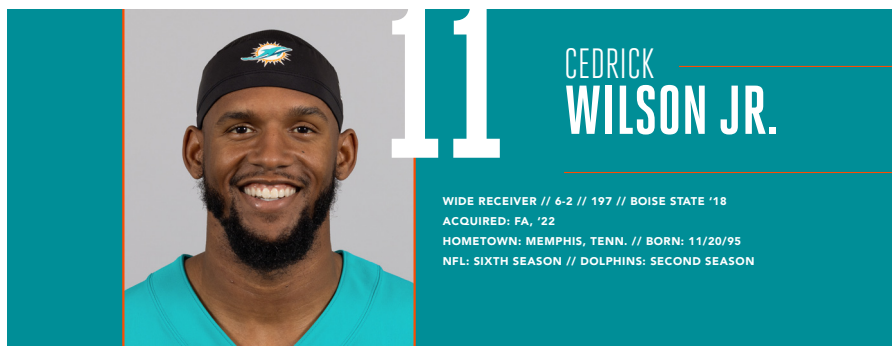 11
CEDRICK
WILSON JR.
WIDE RECEIVER // 6-2 // 197 // BOISE STATE ‘18
ACQUIRED: FA, ‘22
HOMETOWN: MEMPHIS, TENN. // BORN: 11/20/95
NFL: SIXTH SEASON // DOLPHINS: SECOND SEASON